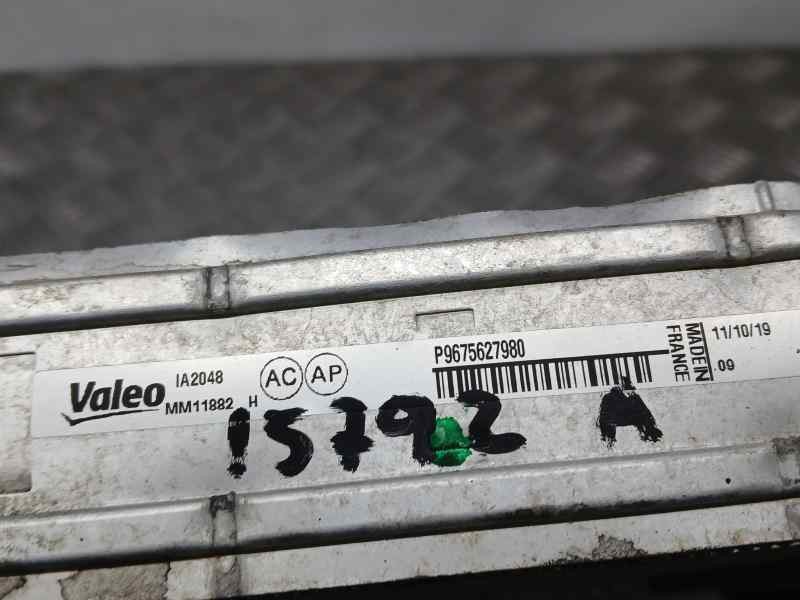 Valeo
IA2048
MM11882 H
AC AP
P9675627980
MADE IN
FRANCE
11/10/19
09
15792 A